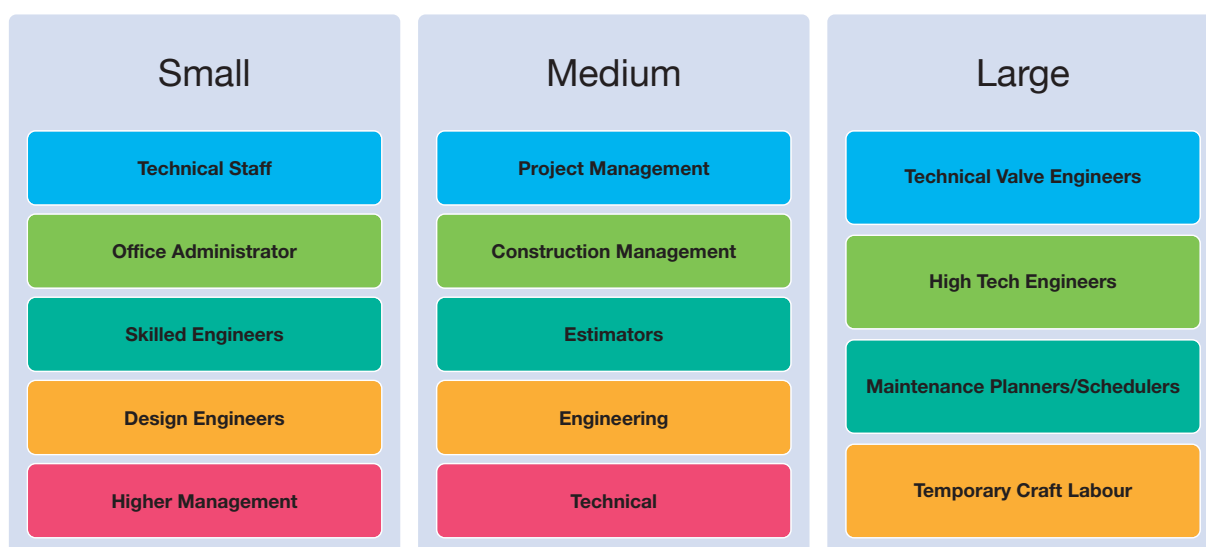 Small
Technical Staff
Office Administrator
Skilled Engineers
Design Engineers
Higher Management
Medium
Project Management
Construction Management
Estimators
Engineering
Technical
Large
Technical Valve Engineers
High Tech Engineers
Maintenance Planners/Schedulers
Temporary Craft Labour